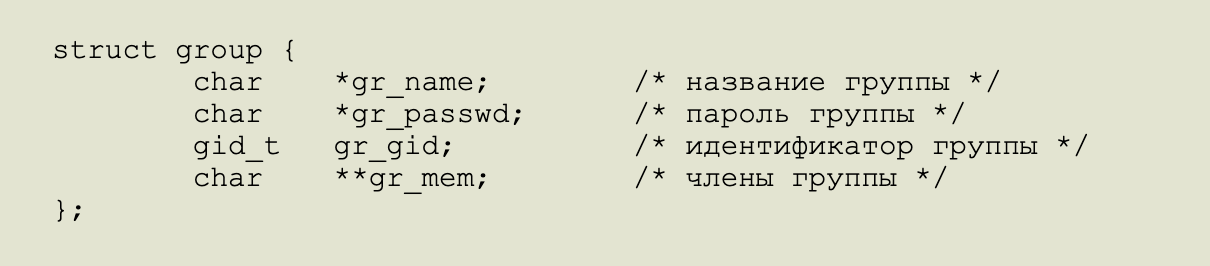 struct group {
char *gr_name; /* название группы */
char *gr_passwd; /* пароль группы */
gid_t gr_gid; /* идентификатор группы */
char **gr_mem; /* члены группы */
};